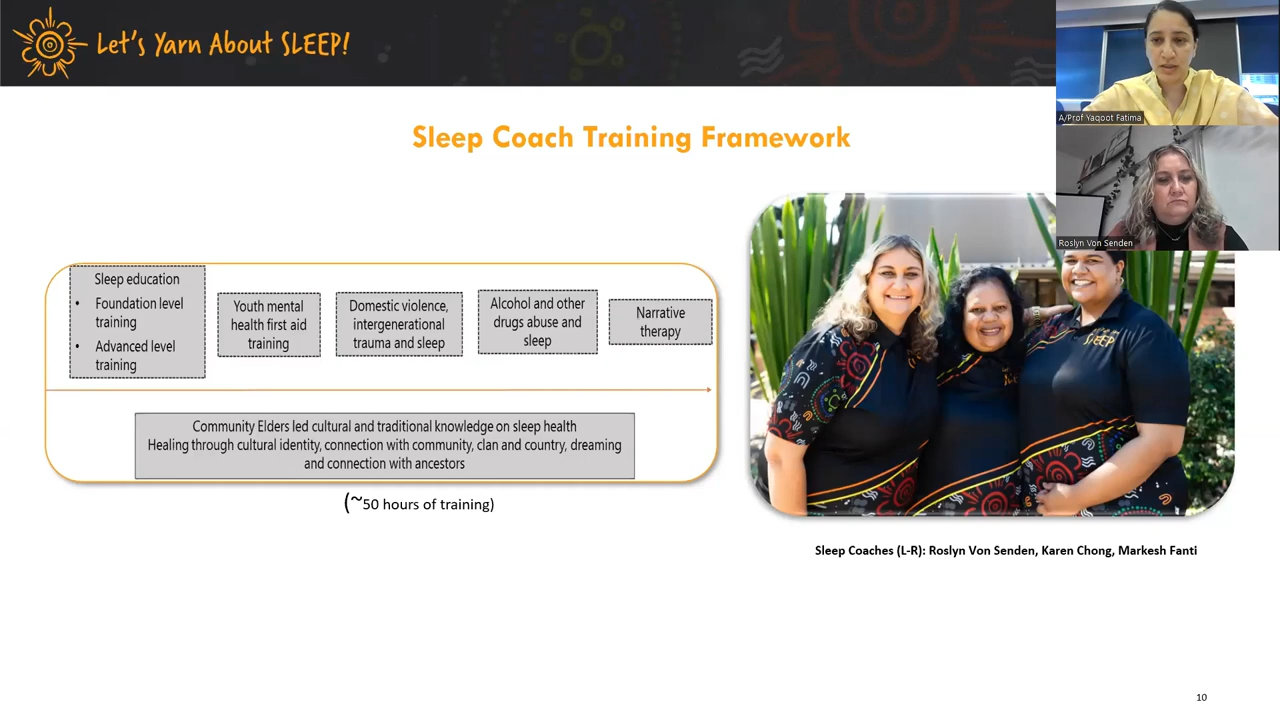 Let's Yarn About SLEEP!
A/Prof Yaqoot Fatima
Roslyn Von Senden
Sleep Coach Training Framework
Sleep education
• Foundation level
training
• Advanced level
training
Youth mental
health first aid
training
Domestic violence,
intergenerational
trauma and sleep
Alcohol and other
drugs abuse and
sleep
Narrative
therapy
Community Elders led cultural and traditional knowledge on sleep health
Healing through cultural identity, connection with community, clan and country, dreaming
and connection with ancestors
(~50 hours of training)
SLEEP
Sleep Coaches (L-R): Roslyn Von Senden, Karen Chong, Markesh Fanti
10